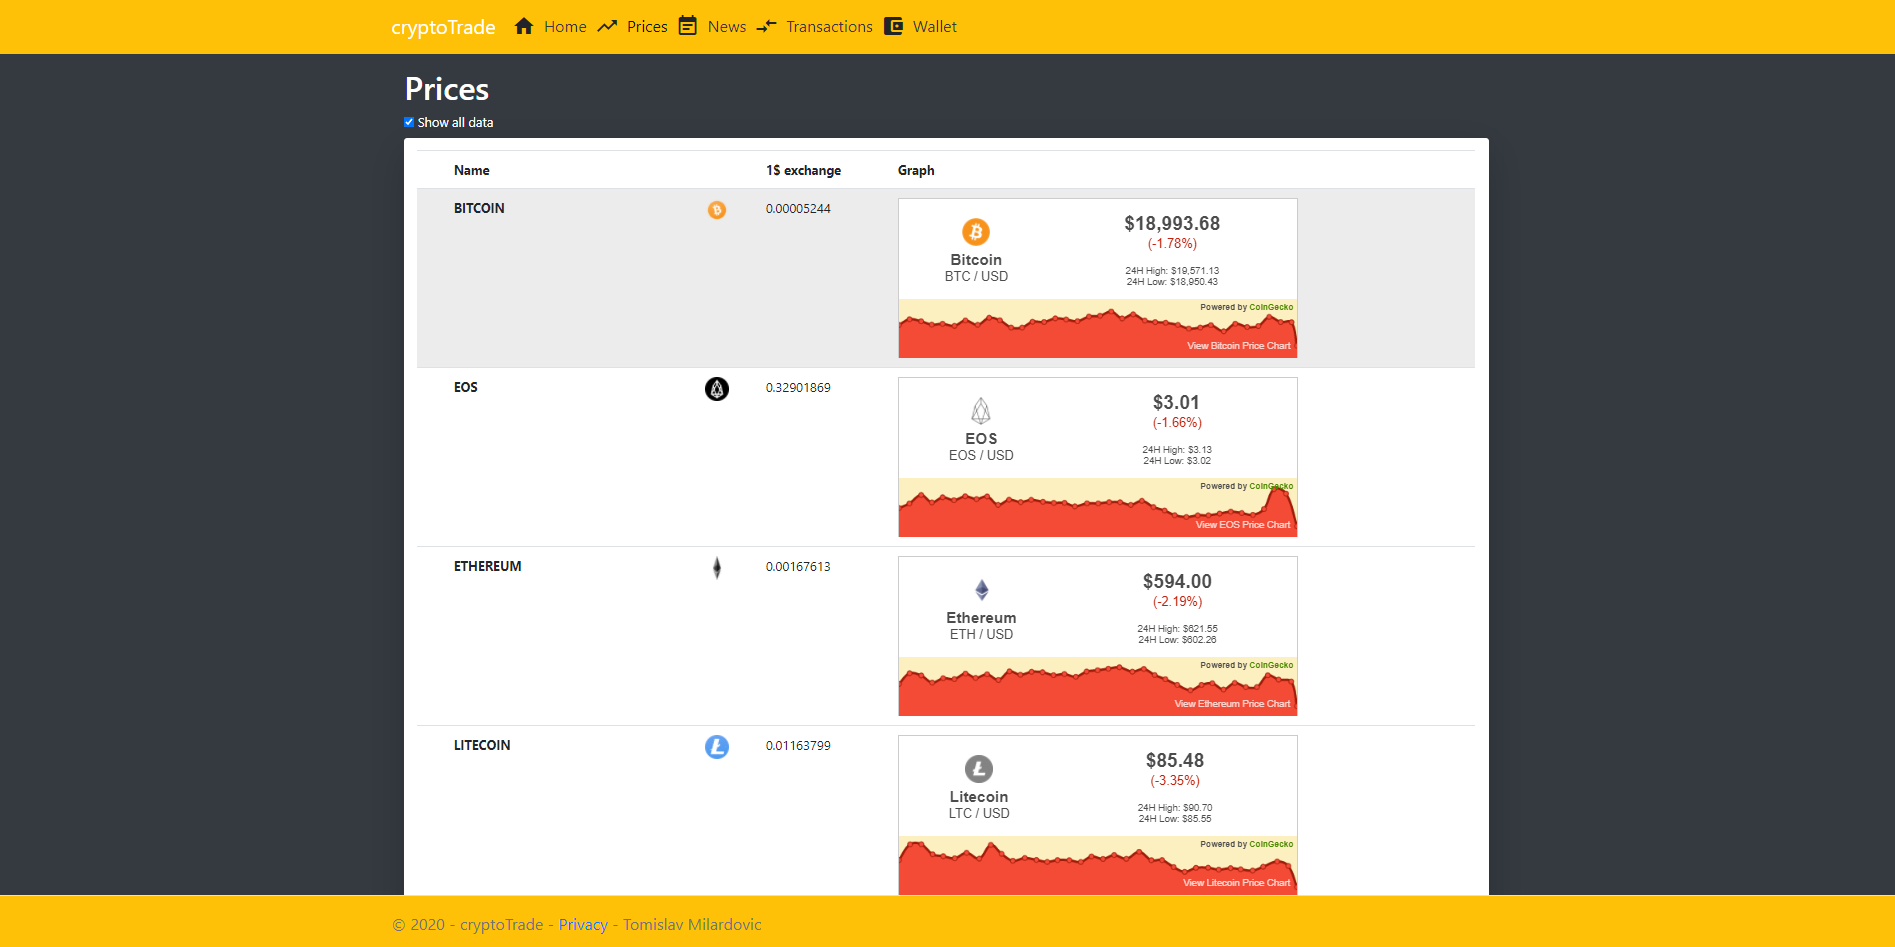 cryptoTrade Home Prices News Transactions Wallet
Prices
Show all data
Name 1$ exchange Graph
BITCOIN 0.00005244
Bitcoin
BTC / USD
$18,993.68
(-1.78%)
24H High: $19,571.13
24H Low: $18,950.43
Powered by CoinGecko
View Bitcoin Price Chart
EOS 0.32901869
EOS
EOS / USD
$3.01
(-1.66%)
24H High: $3.13
24H Low: $3.02
Powered by CoinGecko
View EOS Price Chart
ETHEREUM 0.00167613
Ethereum
ETH / USD
$594.00
(-2.19%)
24H High: $621.55
24H Low: $602.26
Powered by CoinGecko
View Ethereum Price Chart
LITECOIN 0.01163799
Litecoin
LTC / USD
$85.48
(-3.35%)
24H High: $90.70
24H Low: $85.55
Powered by CoinGecko
View Litecoin Price Chart
© 2020 - cryptoTrade - Privacy - Tomislav Milardovic